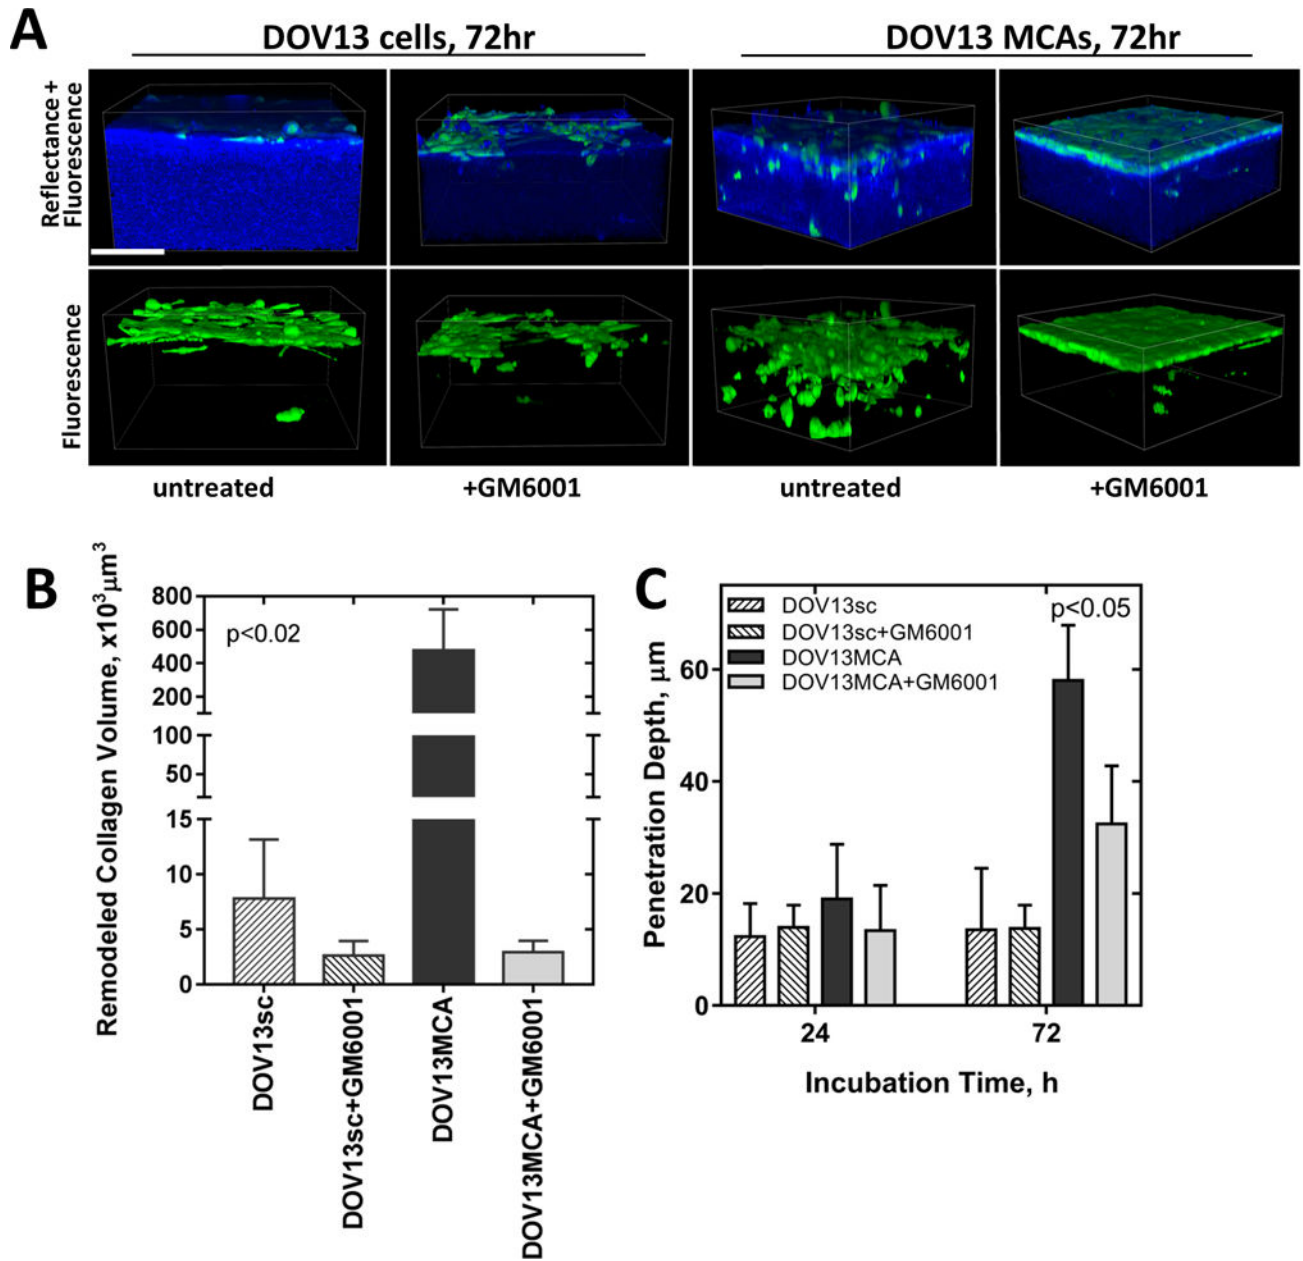 A
DOV13 cells, 72hr
DOV13 MCAs, 72hr
Reflectance +
Fluorescence
Fluorescence
untreated
+GM6001
untreated
+GM6001
B
Remodeled Collagen Volume, x10³μm³
800
600
400
200
100
50
15
10
5
0
p<0.02
DOV13sc
DOV13sc+GM6001
DOV13MCA
DOV13MCA+GM6001
C
Penetration Depth, μm
60
40
20
0
DOV13sc
DOV13sc+GM6001
DOV13MCA
DOV13MCA+GM6001
p<0.05
24
72
Incubation Time, h